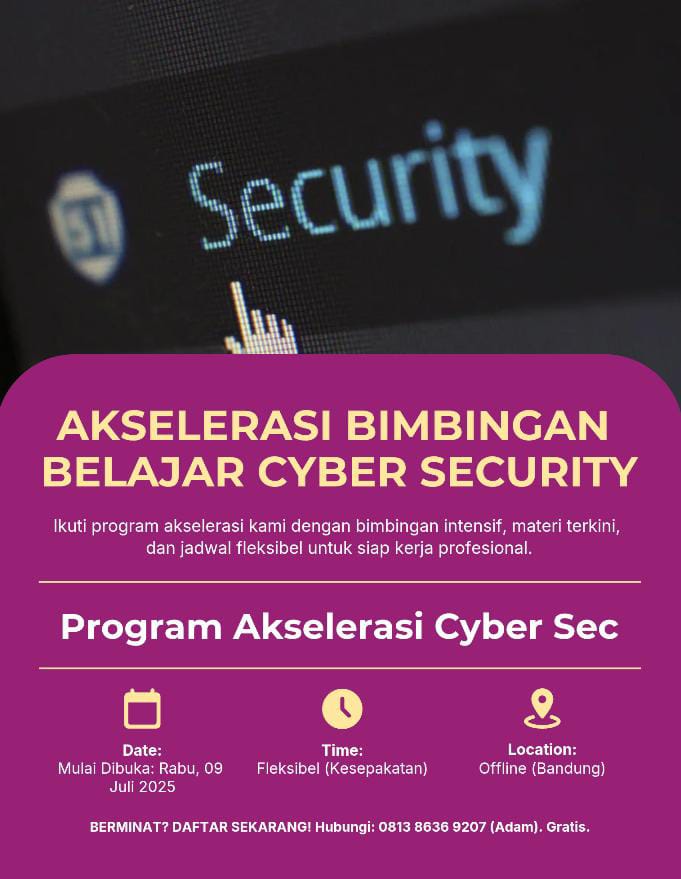 51
Security
AKSELERASI BIMBINGAN
BELAJAR CYBER SECURITY
Ikuti program akselerasi kami dengan bimbingan intensif, materi terkini,
dan jadwal fleksibel untuk siap kerja profesional.
Program Akselerasi Cyber Sec
Date:
Mulai Dibuka: Rabu, 09
Juli 2025
Time:
Fleksibel (Kesepakatan)
Location:
Offline (Bandung)
BERMINAT? DAFTAR SEKARANG! Hubungi: 0813 8636 9207 (Adam). Gratis.